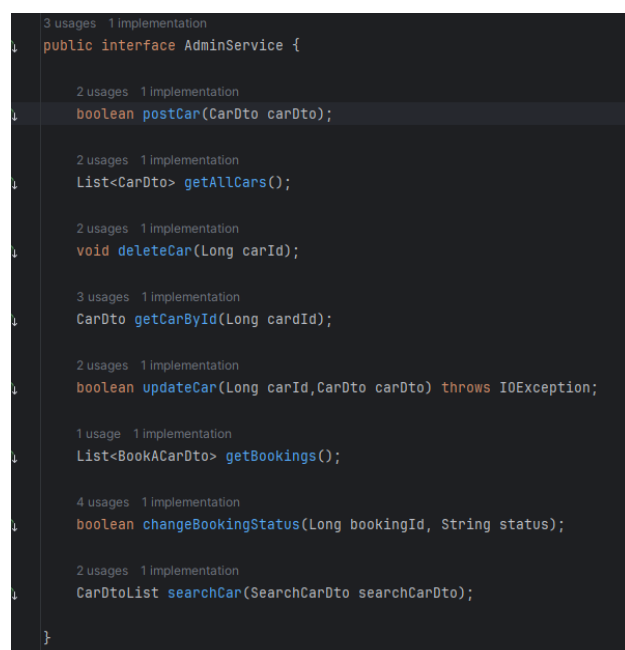 3 usages 1 implementation
public interface AdminService {
2 usages 1 implementation
boolean postCar(CarDto carDto);
2 usages 1 implementation
List<CarDto> getAllCars();
2 usages 1 implementation
void deleteCar(Long carId);
3 usages 1 implementation
CarDto getCarById(Long cardId);
2 usages 1 implementation
boolean updateCar(Long carId,CarDto carDto) throws IOException;
1 usage 1 implementation
List<BookACarDto> getBookings();
4 usages 1 implementation
boolean changeBookingStatus(Long bookingId, String status);
2 usages 1 implementation
CarDtoList searchCar(SearchCarDto searchCarDto);
}